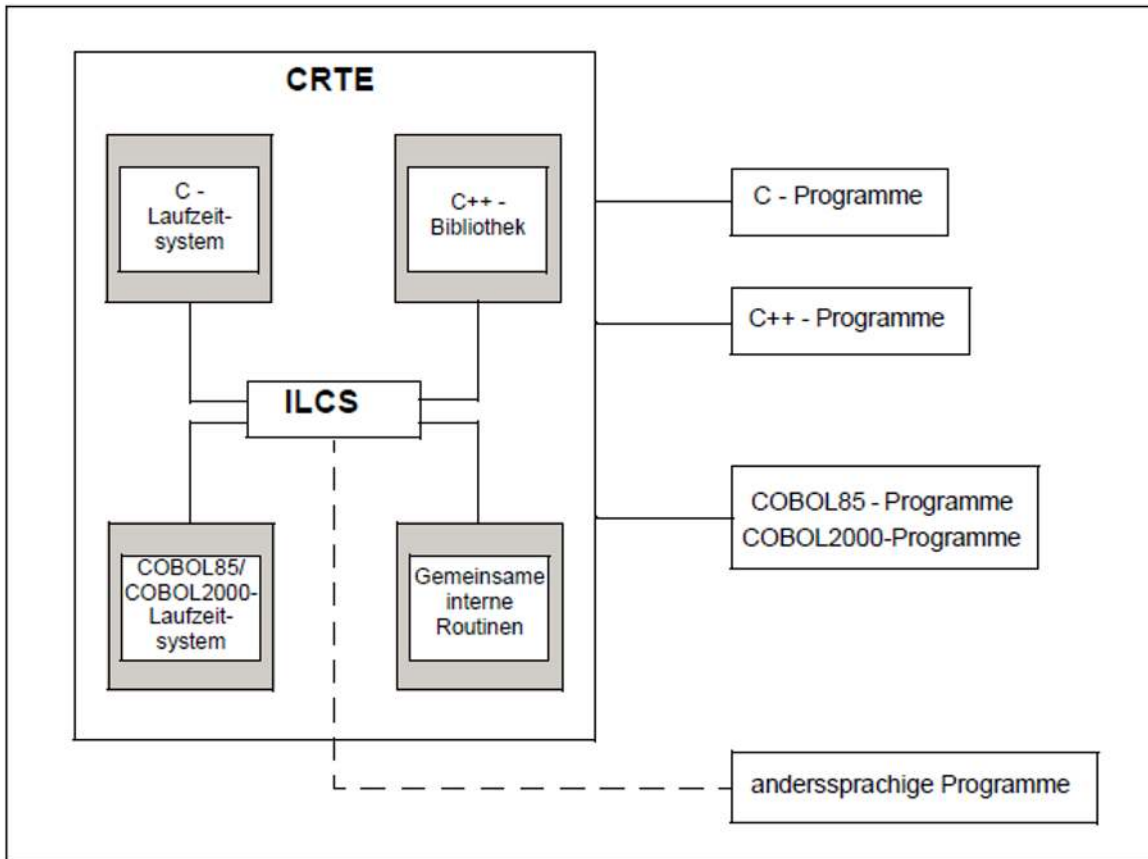 CRTE
C -
Laufzeit-
system
C++ -
Bibliothek
ILCS
COBOL85/
COBOL2000-
Laufzeit-
system
Gemeinsame
interne
Routinen
C - Programme
C++ - Programme
COBOL85 - Programme
COBOL2000-Programme
anderssprachige Programme